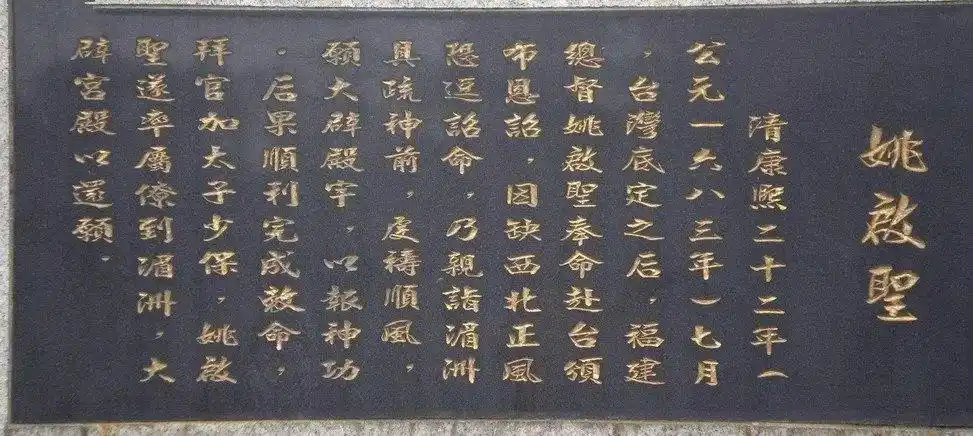 姚啟聖
清康熙二十二年(
公元一六八三年)七月
,台灣底定之后,福建
總督姚啟聖奉命赴台頒
布恩詔,因缺西北正風
恐逗詔命,乃親詣湄洲
具疏神前,虔禱順風,
願大辟殿宇,以報神功
,后果順利完成敕命,
拜官加太子少保,姚啟
聖遂率屬僚到湄洲,大
辟宮殿以還願。